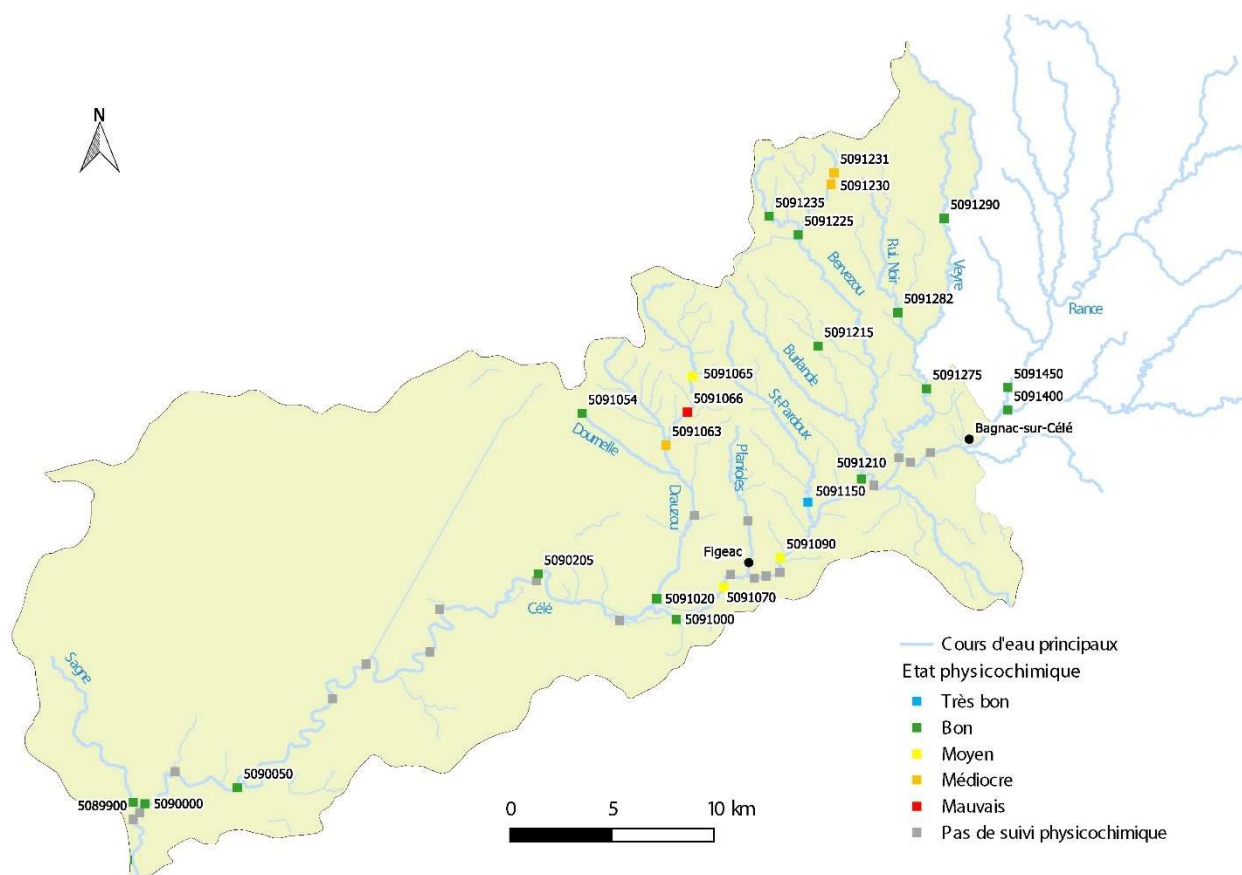 N
5091231
5091230
5091235
5091225
5091290
Bervezou
Rui. Noir
Veyre
5091282
Rance
5091215
Burlande
5091275
5091450
5091400
5091065
5091054
5091066
St-Pardoux
Bagnac-sur-Célé
5091063
Dournelle
Planioles
5091210
Drauzou
5091150
5091090
Figeac
5090205
Célé
5091020
5091070
5091000
Sagne
5090050
5089900
5090000
0 5 10 km
Cours d'eau principaux
Etat physicochimique
Très bon
Bon
Moyen
Médiocre
Mauvais
Pas de suivi physicochimique